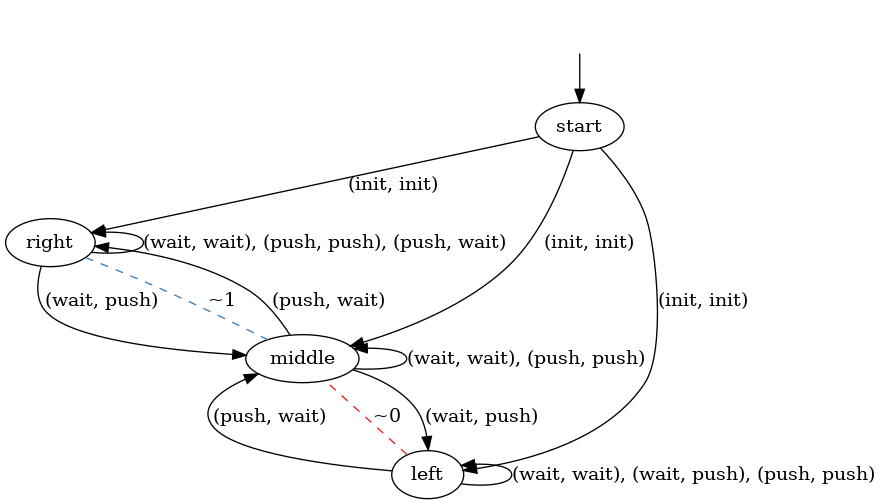 start
(init, init)
right
(wait, wait), (push, push), (push, wait)
(init, init)
(wait, push)
~1
(push, wait)
(init, init)
middle
(wait, wait), (push, push)
(push, wait)
~0
(wait, push)
left
(wait, wait), (wait, push), (push, push)